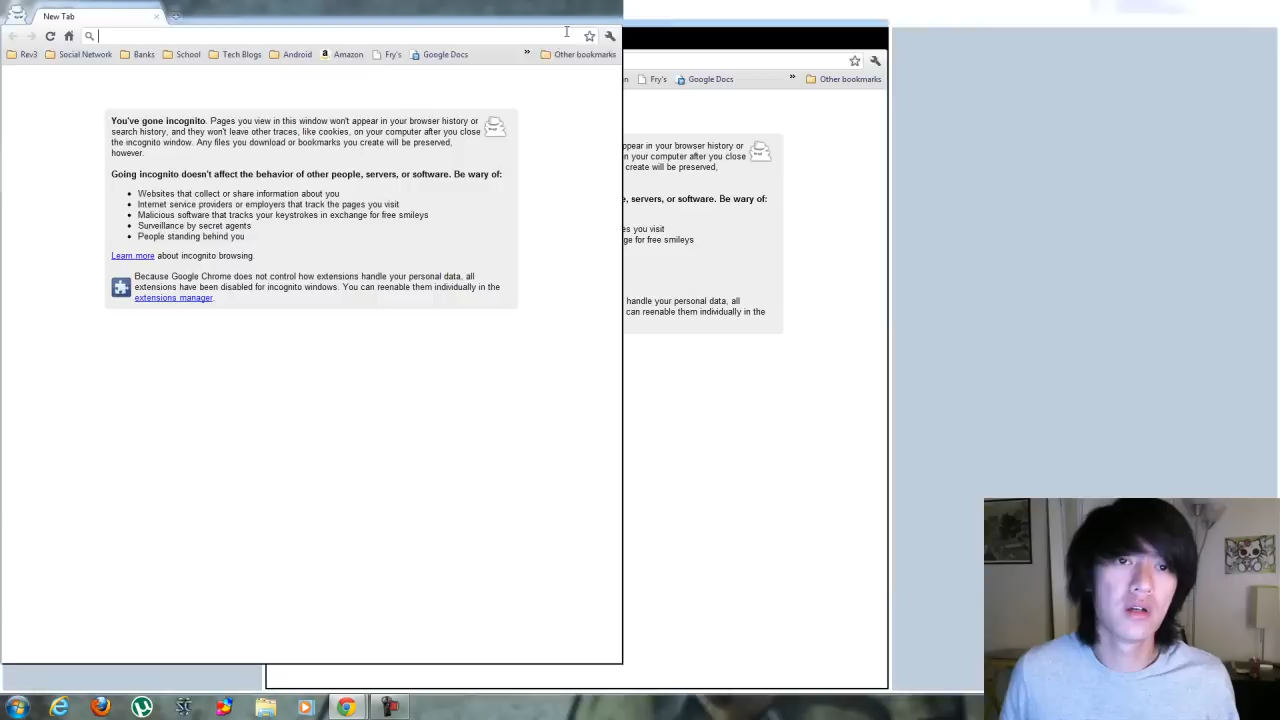 New Tab
Rev3 Social Network Banks School Tech Blogs Android Amazon Fry's Google Docs » Other bookmarks
You've gone incognito. Pages you view in this window won't appear in your browser history or
search history, and they won't leave other traces, like cookies, on your computer after you close
the incognito window. Any files you download or bookmarks you create will be preserved,
however.
Going incognito doesn't affect the behavior of other people, servers, or software. Be wary of:
• Websites that collect or share information about you
• Internet service providers or employers that track the pages you visit
• Malicious software that tracks your keystrokes in exchange for free smileys
• Surveillance by secret agents
• People standing behind you
Learn more about incognito browsing.
Because Google Chrome does not control how extensions handle your personal data, all
extensions have been disabled for incognito windows. You can reenable them individually in the
extensions manager.
n Fry's Google Docs » Other bookmarks
appear in your browser history or
n your computer after you close
create will be preserved,
e, servers, or software. Be wary of:
es you visit
ge for free smileys
handle your personal data, all
can reenable them individually in the